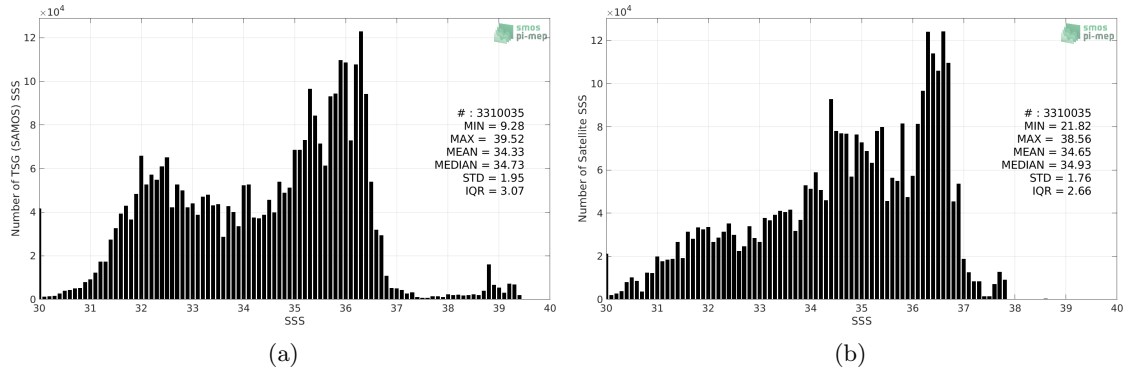 ×10⁴
12
10
8
6
4
2
0
30 31 32 33 34 35 36 37 38 39 40
SSS
Number of TSG (SAMOS) SSS
smos
pi-mep
# : 3310035
MIN = 9.28
MAX = 39.52
MEAN = 34.33
MEDIAN = 34.73
STD = 1.95
IQR = 3.07
(a)
×10⁴
12
10
8
6
4
2
0
30 31 32 33 34 35 36 37 38 39 40
SSS
Number of Satellite SSS
smos
pi-mep
# : 3310035
MIN = 21.82
MAX = 38.56
MEAN = 34.65
MEDIAN = 34.93
STD = 1.76
IQR = 2.66
(b)